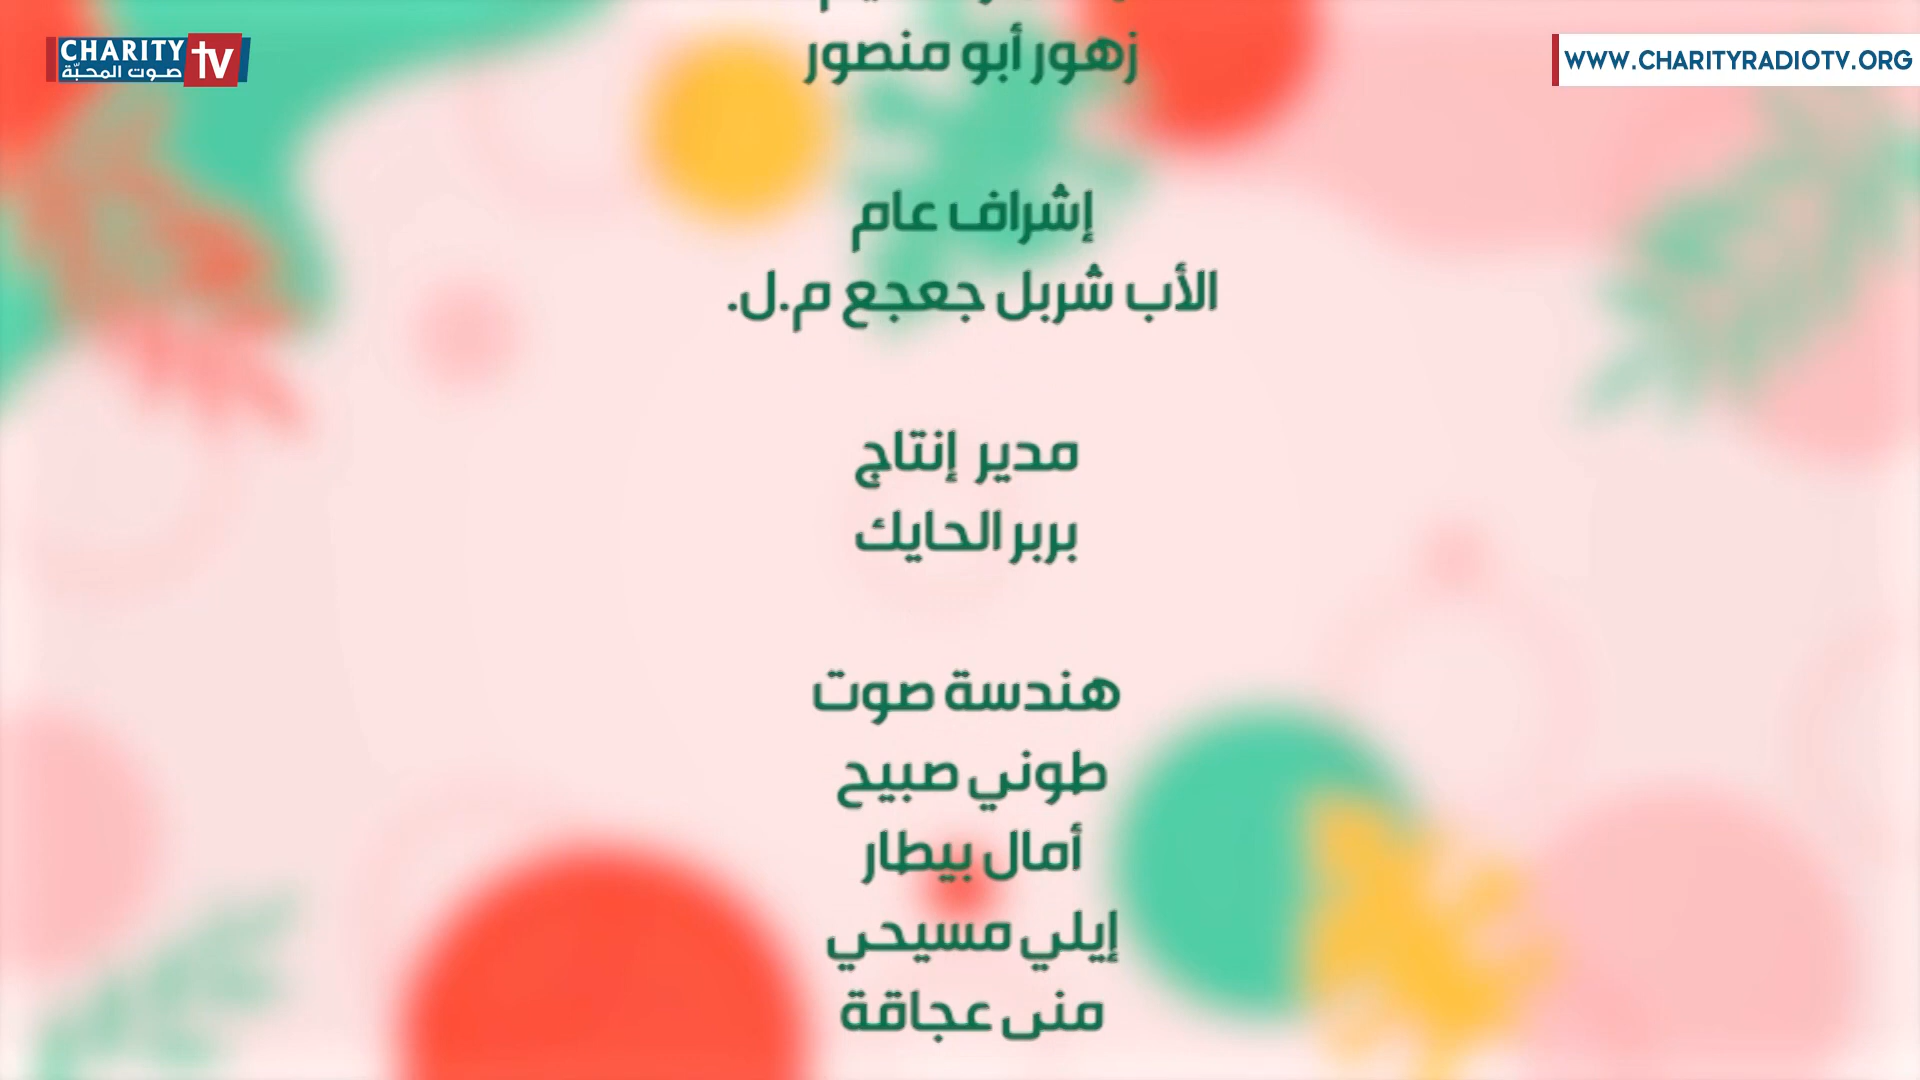 CHARITY tv
صوت المحبّة
WWW.CHARITYRADIOTV.ORG
زهور أبو منصور
إشراف عام
الأب شربل جعجع م.ل.
مدير إنتاج
بربر الحايك
هندسة صوت
طوني صبيح
أمال بيطار
إيلي مسيحي
منى عجاقة